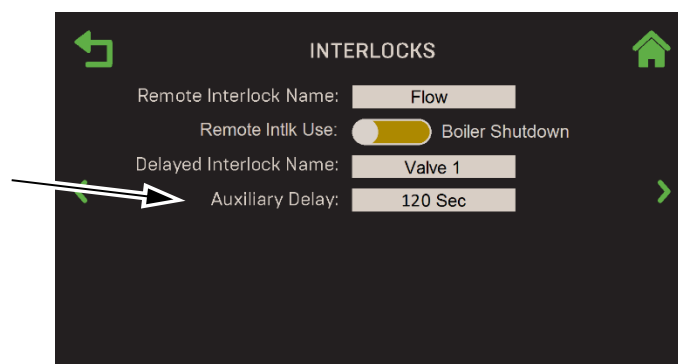 INTERLOCKS
Remote Interlock Name: Flow
Remote Intlk Use: Boiler Shutdown
Delayed Interlock Name: Valve 1
Auxiliary Delay: 120 Sec